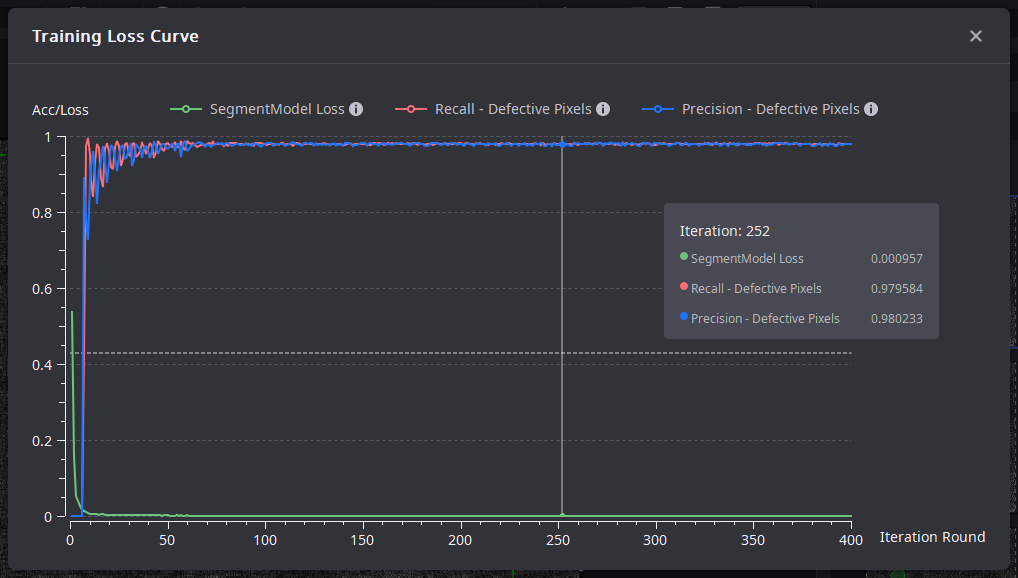 Training Loss Curve
Acc/Loss
SegmentModel Loss
Recall - Defective Pixels
Precision - Defective Pixels
1
0.8
0.6
0.4
0.2
0
Iteration: 252
SegmentModel Loss 0.000957
Recall - Defective Pixels 0.979584
Precision - Defective Pixels 0.980233
0 50 100 150 200 250 300 350 400
Iteration Round